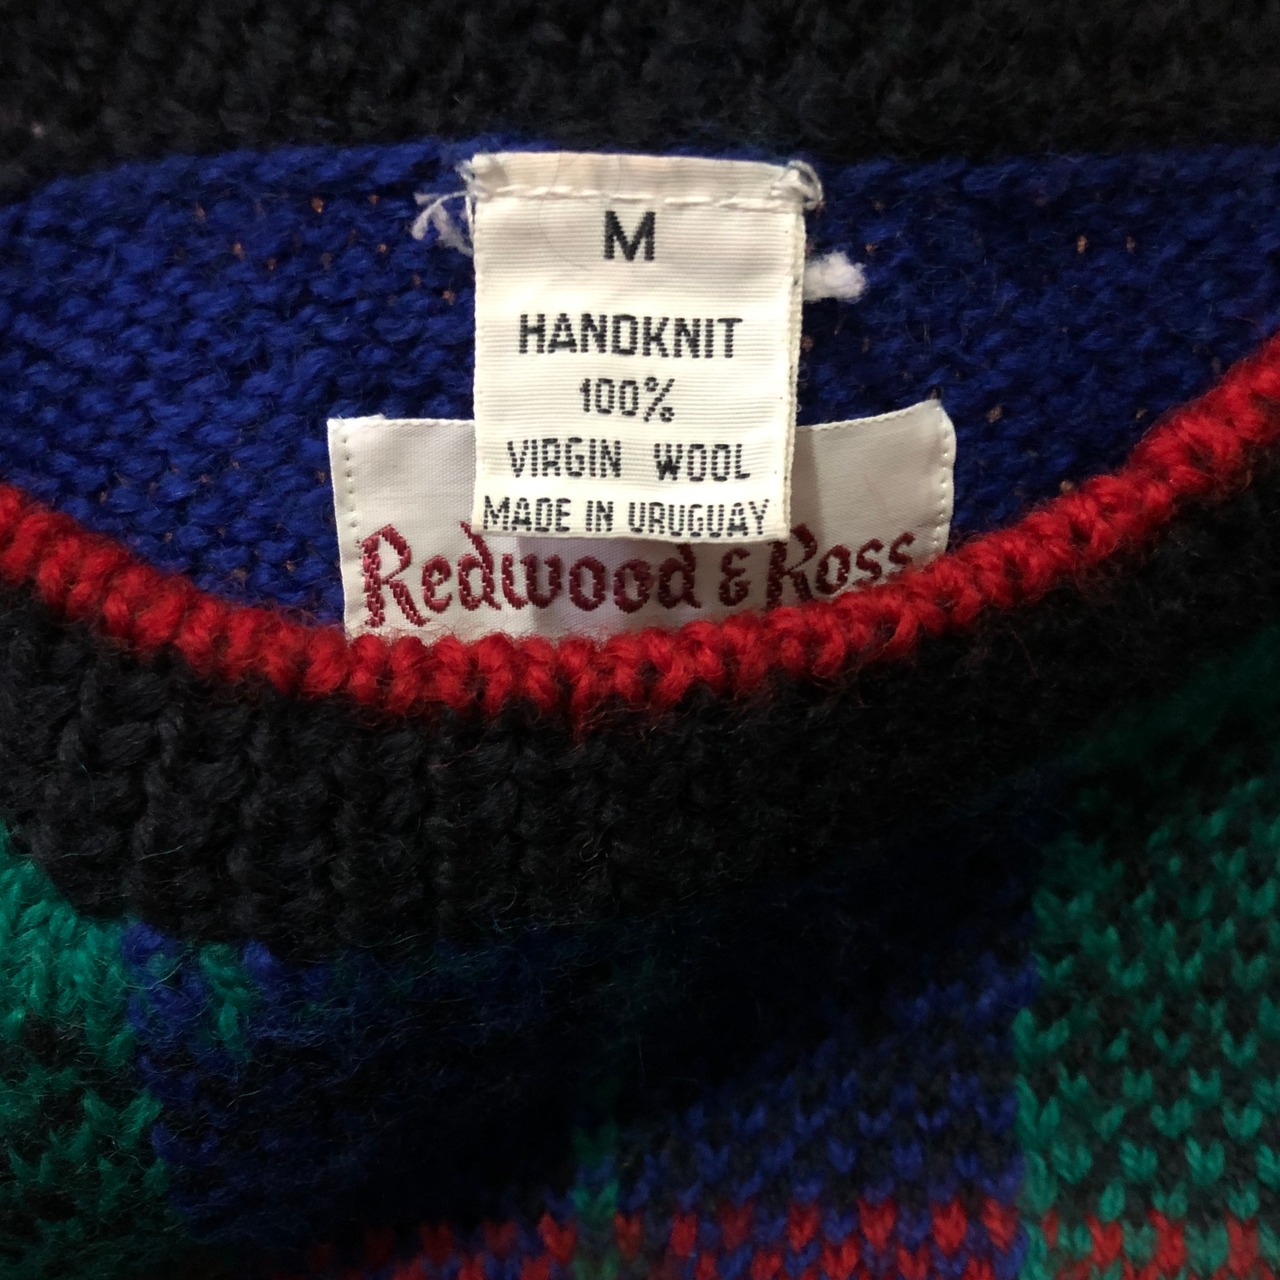 M
HANDKNIT
100%
VIRGIN WOOL
MADE IN URUGUAY
Redwood & Ross